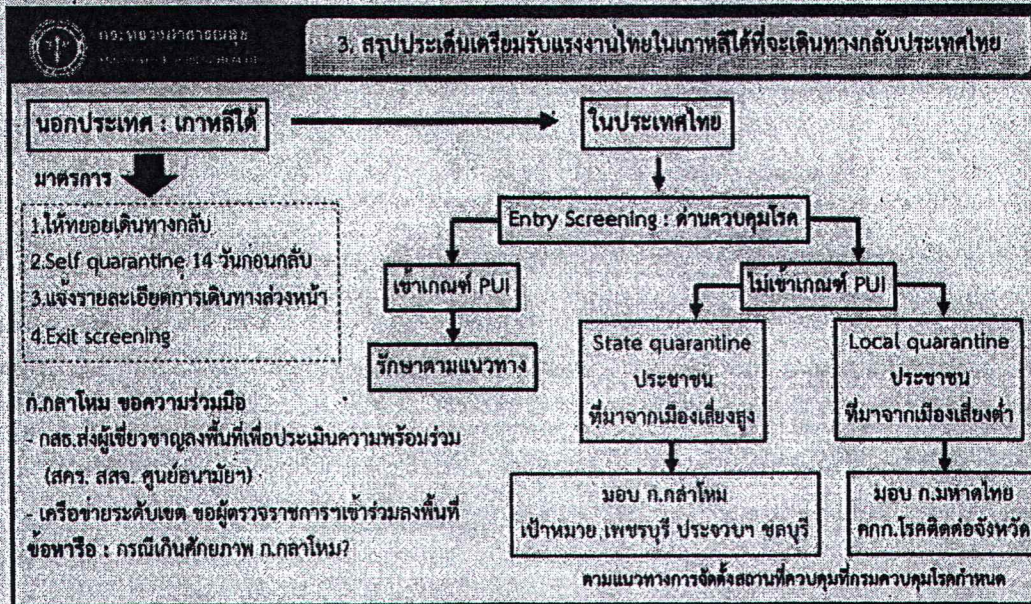 กระทรวงสาธารณสุข
3. สรุปประเด็นเตรียมรับแรงงานไทยในเกาหลีใต้ที่จะเดินทางกลับประเทศไทย
นอกประเทศ : เกาหลีใต้
ในประเทศไทย
มาตรการ
1.ให้ทยอยเดินทางกลับ
2.Self quarantine 14 วันก่อนกลับ
3.แจ้งรายละเอียดการเดินทางล่วงหน้า
4.Exit screening
Entry Screening : ด่านควบคุมโรค
เข้าเกณฑ์ PUI
ไม่เข้าเกณฑ์ PUI
รักษาตามแนวทาง
State quarantine
ประชาชน
ที่มาจากเมืองเสี่ยงสูง
Local quarantine
ประชาชน
ที่มาจากเมืองเสี่ยงต่ำ
ก.กลาโหม ขอความร่วมมือ
- กสธ.ส่งผู้เชี่ยวชาญลงพื้นที่เพื่อประเมินความพร้อมร่วม
(สคร. สสจ. ศูนย์อนามัยฯ)
- เครือข่ายระดับเขต ขอผู้ตรวจราชการฯเข้าร่วมลงพื้นที่
ข้อหารือ : กรณีเกินศักยภาพ ก.กลาโหม?
มอบ ก.กลาโหม
เป้าหมาย เพชรบุรี ประจวบฯ ชลบุรี
มอบ ก.มหาดไทย
คกก.โรคติดต่อจังหวัด
ตามแนวทางการจัดตั้งสถานที่ควบคุมที่กรมควบคุมโรคกำหนด